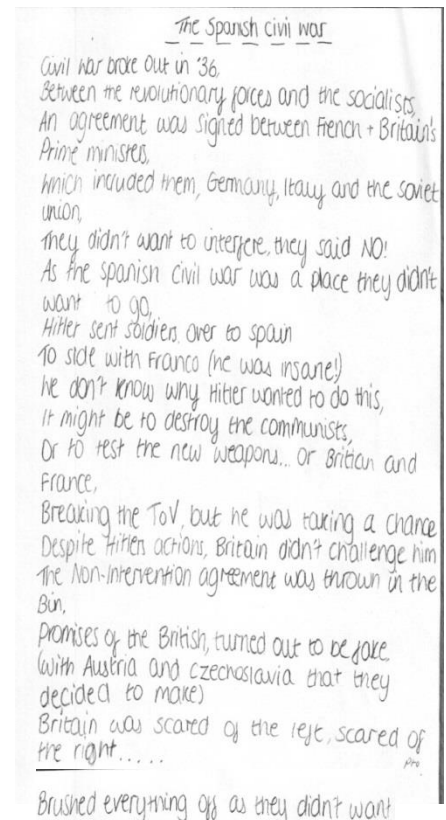 The Spanish Civil War
Civil War broke out in '36,
Between the revolutionary forces and the socialists,
An agreement was signed between French + Britain's
Prime ministers,
Which included them, Germany, Italy and the soviet
union,
They didn't want to interfere, they said NO!
As the spanish civil war was a place they didn't
want to go,
Hitler sent soldiers over to spain
To side with Franco (he was insane!)
We don't know why Hitler wanted to do this,
It might be to destroy the communists,
Or to test the new weapons... or Britian and
France,
Breaking the ToV, but he was taking a chance
Despite Hitlers actions, Britain didn't challenge him
The Non-Intervention agreement was thrown in the
Bin,
Promises of the British, turned out to be fake
(with Austria and Czechoslavia that they
decided to make)
Britain was scared of the left, scared of
the right.....
Brushed everything off as they didn't want